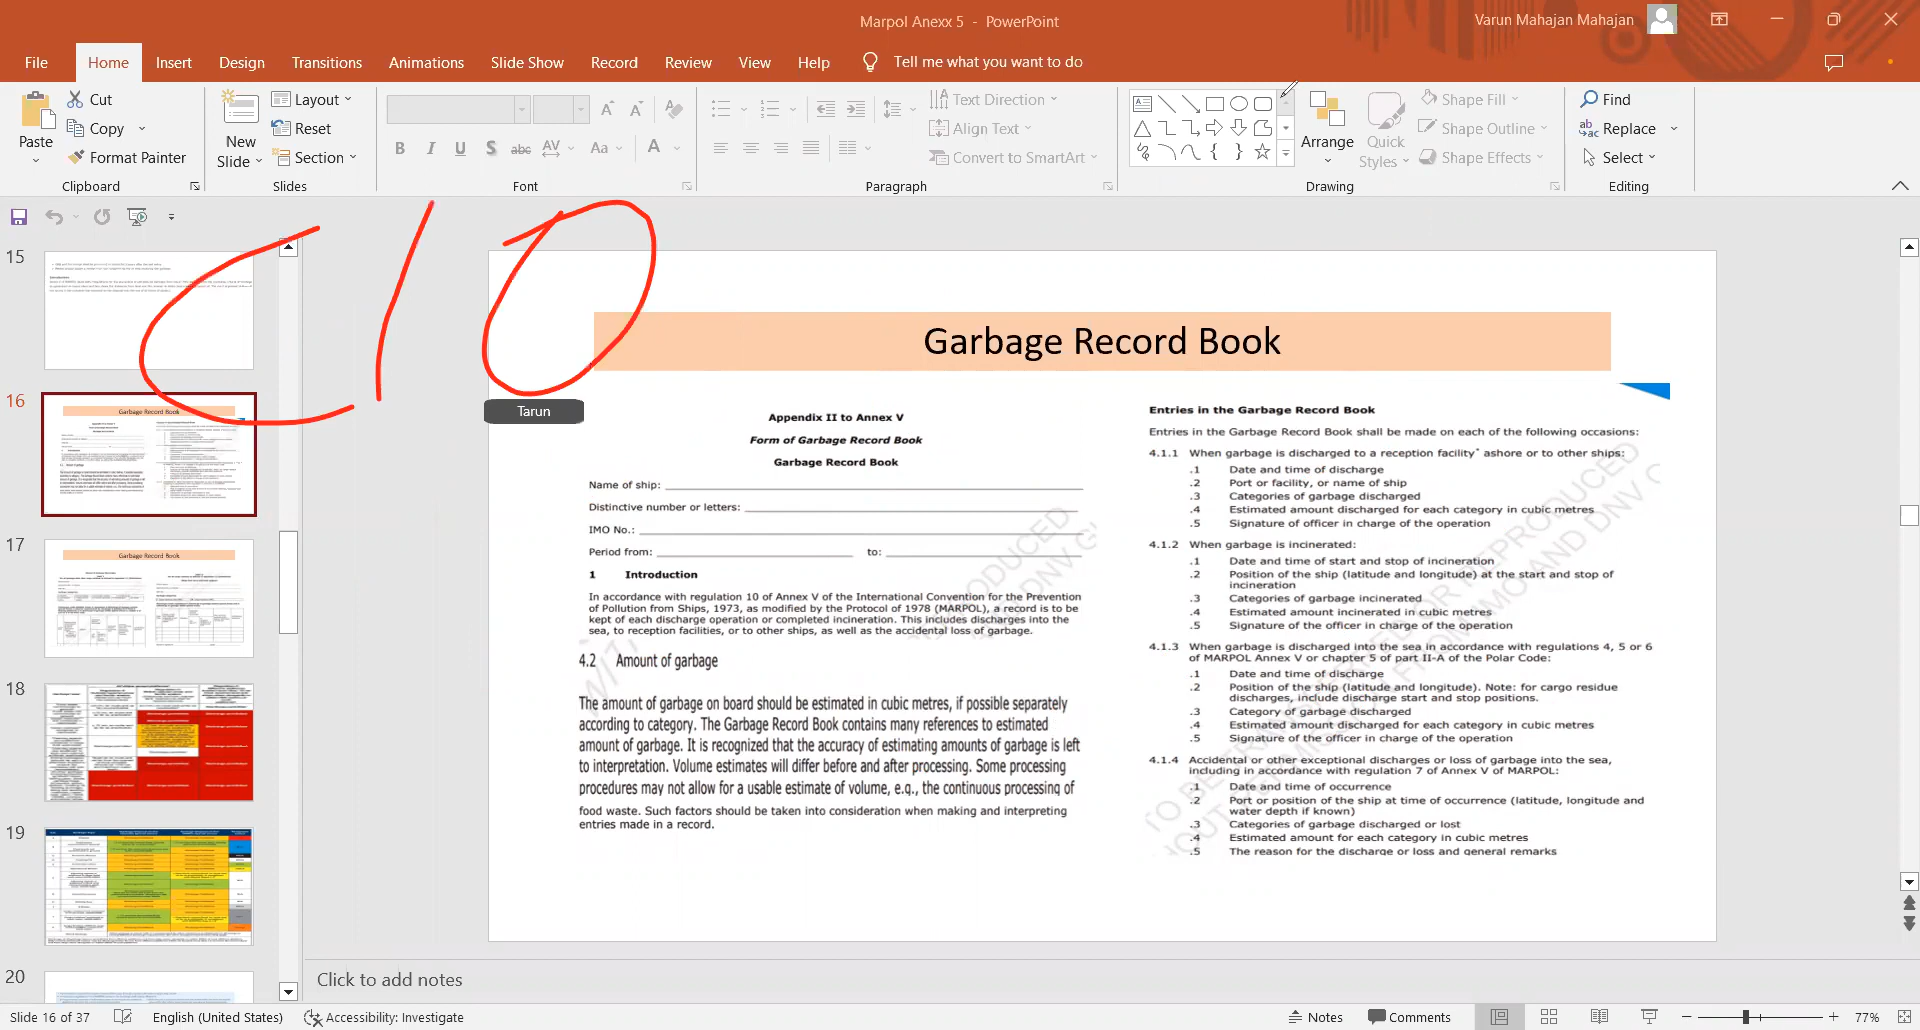 Marpol Anexx 5 - PowerPoint
Varun Mahajan Mahajan
File Home Insert Design Transitions Animations Slide Show Record Review View Help Tell me what you want to do
Paste
Cut
Copy
Format Painter
Clipboard
New Slide
Layout
Reset
Section
Slides
B I U S abc AV Aa A
Font
Text Direction
Align Text
Convert to SmartArt
Paragraph
Arrange
Quick Styles
Shape Fill
Shape Outline
Shape Effects
Drawing
Find
Replace
Select
Editing
C 10
Tarun
15
16
Garbage Record Book
17
Garbage Record Book
18
19
20
Garbage Record Book
Appendix II to Annex V
Form of Garbage Record Book
Garbage Record Book
Name of ship:
Distinctive number or letters:
IMO No.:
Period from: to:
1 Introduction
In accordance with regulation 10 of Annex V of the International Convention for the Prevention
of Pollution from Ships, 1973, as modified by the Protocol of 1978 (MARPOL), a record is to be
kept of each discharge operation or completed incineration. This includes discharges into the
sea, to reception facilities, or to other ships, as well as the accidental loss of garbage.
4.2 Amount of garbage
The amount of garbage on board should be estimated in cubic metres, if possible separately
according to category. The Garbage Record Book contains many references to estimated
amount of garbage. It is recognized that the accuracy of estimating amounts of garbage is left
to interpretation. Volume estimates will differ before and after processing. Some processing
procedures may not allow for a usable estimate of volume, e.g., the continuous processing of
food waste. Such factors should be taken into consideration when making and interpreting
entries made in a record.
Entries in the Garbage Record Book
Entries in the Garbage Record Book shall be made on each of the following occasions:
4.1.1 When garbage is discharged to a reception facility* ashore or to other ships:
.1 Date and time of discharge
.2 Port or facility, or name of ship
.3 Categories of garbage discharged
.4 Estimated amount discharged for each category in cubic metres
.5 Signature of officer in charge of the operation
4.1.2 When garbage is incinerated:
.1 Date and time of start and stop of incineration
.2 Position of the ship (latitude and longitude) at the start and stop of
incineration
.3 Categories of garbage incinerated
.4 Estimated amount incinerated in cubic metres
.5 Signature of the officer in charge of the operation
4.1.3 When garbage is discharged into the sea in accordance with regulations 4, 5 or 6
of MARPOL Annex V or chapter 5 of part II-A of the Polar Code:
.1 Date and time of discharge
.2 Position of the ship (latitude and longitude). Note: for cargo residue
discharges, include discharge start and stop positions.
.3 Category of garbage discharged
.4 Estimated amount discharged for each category in cubic metres
.5 Signature of the officer in charge of the operation
4.1.4 Accidental or other exceptional discharges or loss of garbage into the sea,
including in accordance with regulation 7 of Annex V of MARPOL:
.1 Date and time of occurrence
.2 Port or position of the ship at time of occurrence (latitude, longitude and
water depth if known)
.3 Categories of garbage discharged or lost
.4 Estimated amount for each category in cubic metres
.5 The reason for the discharge or loss and general remarks
Click to add notes
Slide 16 of 37 English (United States) Accessibility: Investigate Notes Comments 77%